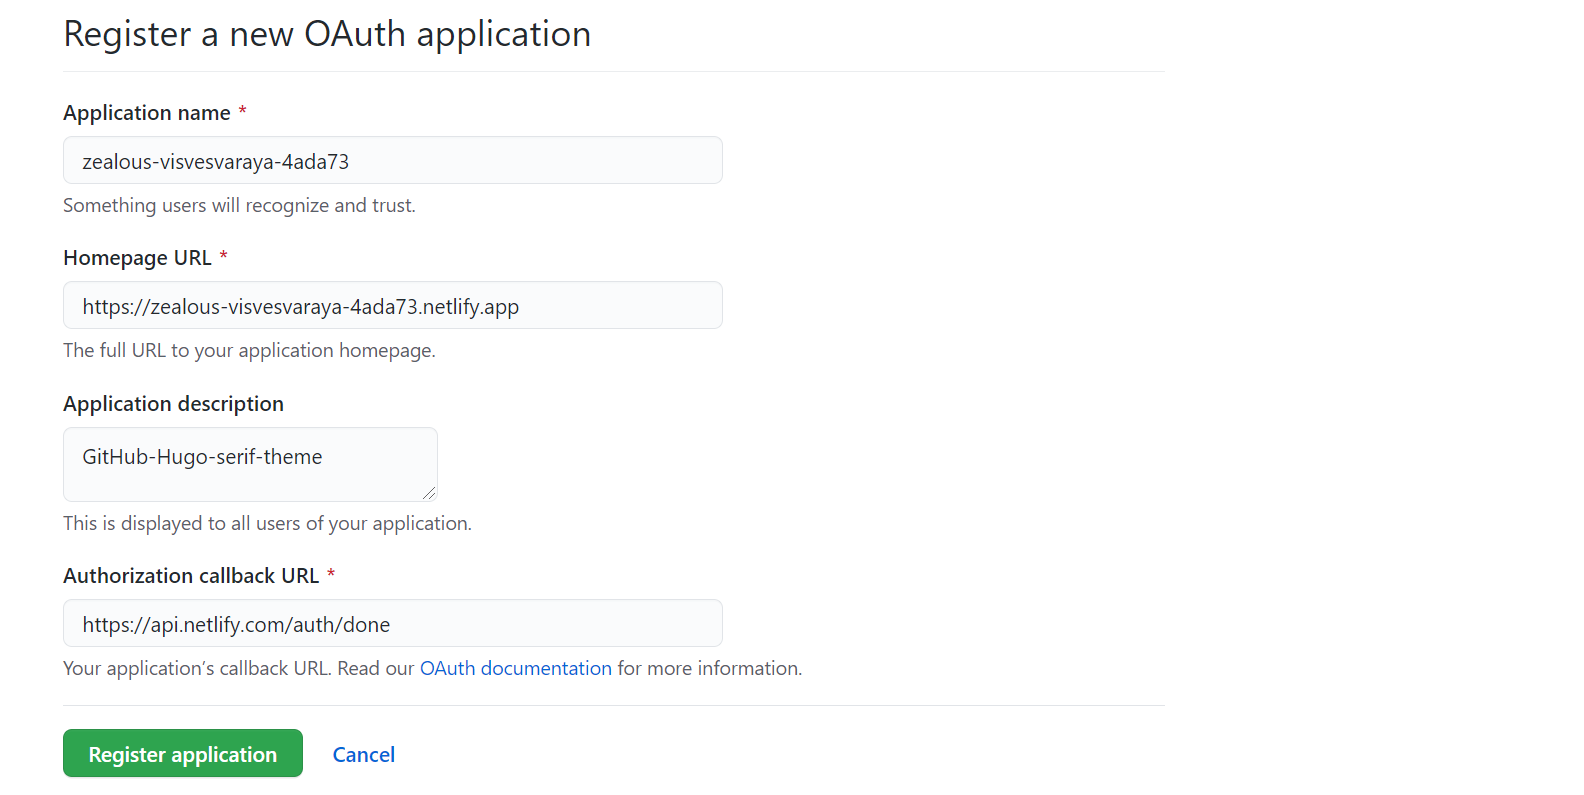 Register a new OAuth application
Application name *
zealous-visvesvaraya-4ada73
Something users will recognize and trust.
Homepage URL *
https://zealous-visvesvaraya-4ada73.netlify.app
The full URL to your application homepage.
Application description
GitHub-Hugo-serif-theme
This is displayed to all users of your application.
Authorization callback URL *
https://api.netlify.com/auth/done
Your application’s callback URL. Read our OAuth documentation for more information.
Register application Cancel